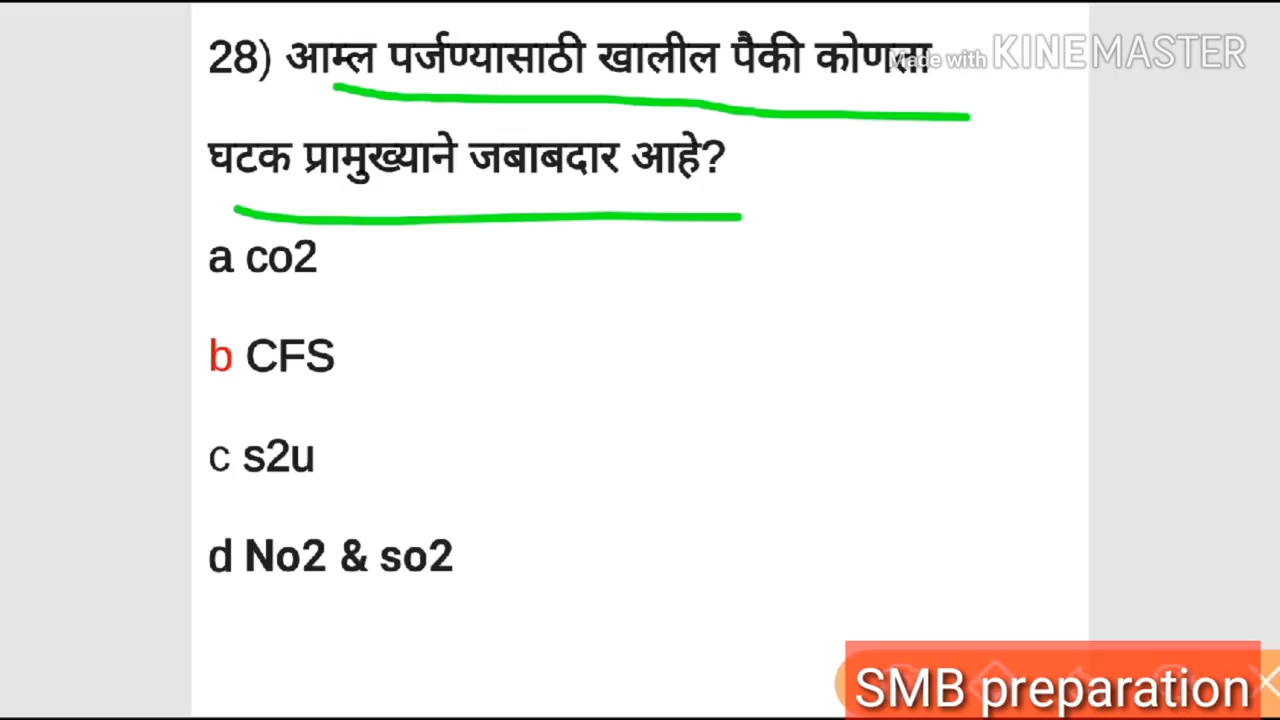 28) आम्ल पर्जण्यासाठी खालील पैकी कोणता
Made with KINEMASTER
घटक प्रामुख्याने जबाबदार आहे?
a co2
b CFS
c s2u
d No2 & so2
SMB preparation